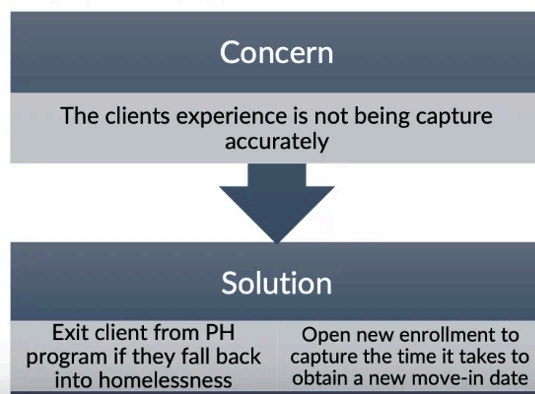 Concern
The clients experience is not being capture
accurately
Solution
Exit client from PH
program if they fall back
into homelessness
Open new enrollment to
capture the time it takes to
obtain a new move-in date